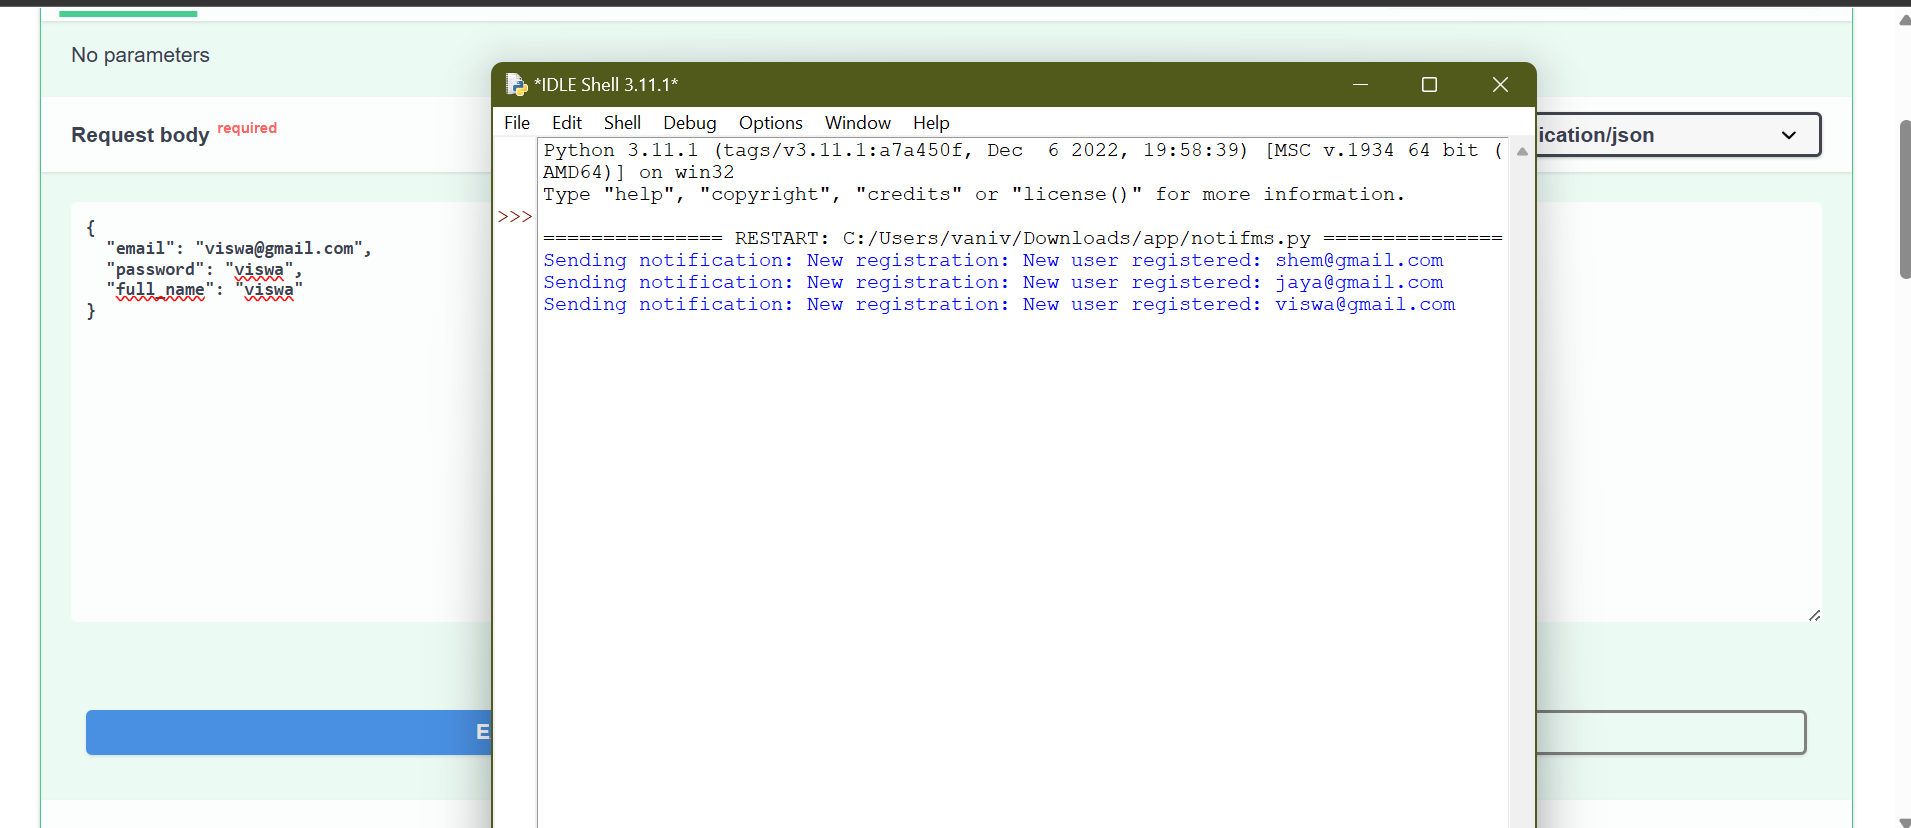 No parameters
Request body required
ication/json
{
"email": "viswa@gmail.com",
"password": "viswa",
"full_name": "viswa"
}
E
*IDLE Shell 3.11.1*
File Edit Shell Debug Options Window Help
Python 3.11.1 (tags/v3.11.1:a7a450f, Dec  6 2022, 19:58:39) [MSC v.1934 64 bit (
AMD64)] on win32
Type "help", "copyright", "credits" or "license()" for more information.
>>>
=============== RESTART: C:/Users/vaniv/Downloads/app/notifms.py ===============
Sending notification: New registration: New user registered: shem@gmail.com
Sending notification: New registration: New user registered: jaya@gmail.com
Sending notification: New registration: New user registered: viswa@gmail.com